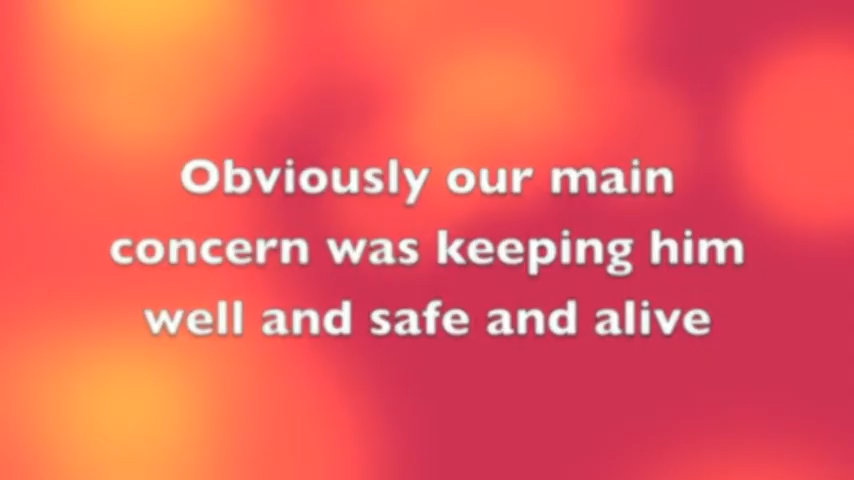 Obviously our main
concern was keeping him
well and safe and alive